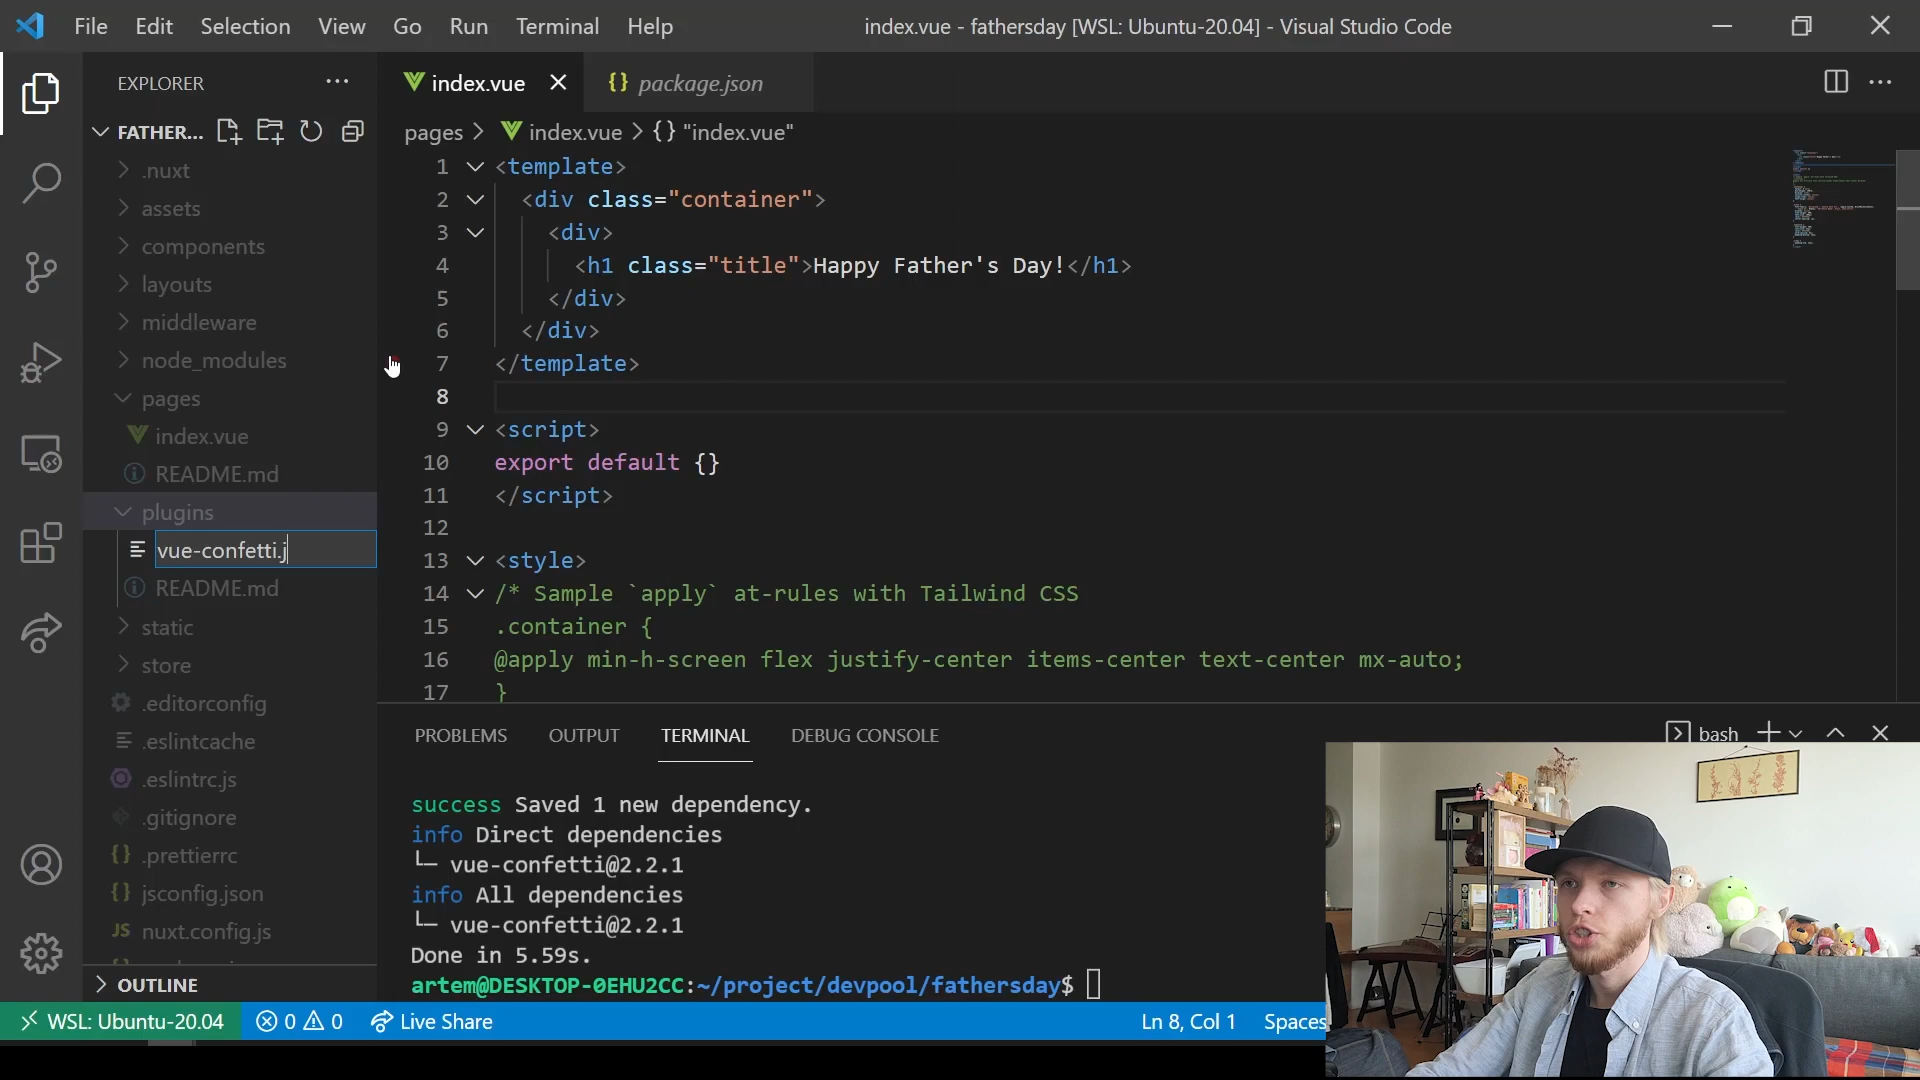 File Edit Selection View Go Run Terminal Help
index.vue - fathersday [WSL: Ubuntu-20.04] - Visual Studio Code
EXPLORER
FATHER...
.nuxt
assets
components
layouts
middleware
node_modules
pages
index.vue
README.md
plugins
vue-confetti.j
README.md
static
store
.editorconfig
.eslintcache
.eslintrc.js
.gitignore
{} .prettierrc
{} jsconfig.json
JS nuxt.config.js
OUTLINE
index.vue
{} package.json
pages > index.vue > {} "index.vue"
1 <template>
2 <div class="container">
3 <div>
4 <h1 class="title">Happy Father's Day!</h1>
5 </div>
6 </div>
7 </template>
8
9 <script>
10 export default {}
11 </script>
12
13 <style>
14 /* Sample `apply` at-rules with Tailwind CSS
15 .container {
16 @apply min-h-screen flex justify-center items-center text-center mx-auto;
17 }
PROBLEMS OUTPUT TERMINAL DEBUG CONSOLE
bash
success Saved 1 new dependency.
info Direct dependencies
└─ vue-confetti@2.2.1
info All dependencies
└─ vue-confetti@2.2.1
Done in 5.59s.
artem@DESKTOP-0EHU2CC:~/project/devpool/fathersday$
WSL: Ubuntu-20.04 0 0 Live Share
Ln 8, Col 1 Spaces